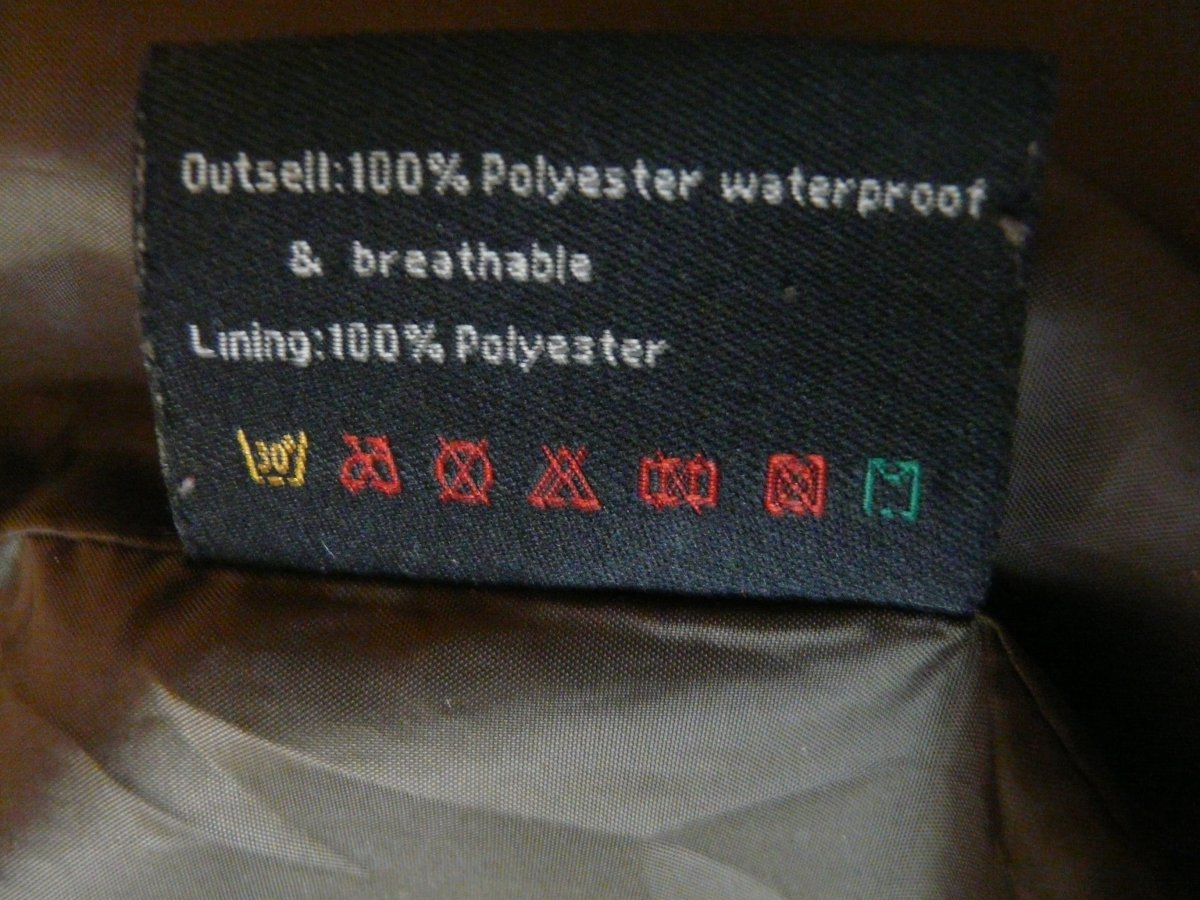 Outsell:100% Polyester waterproof
& breathable
Lining:100% Polyester
30°